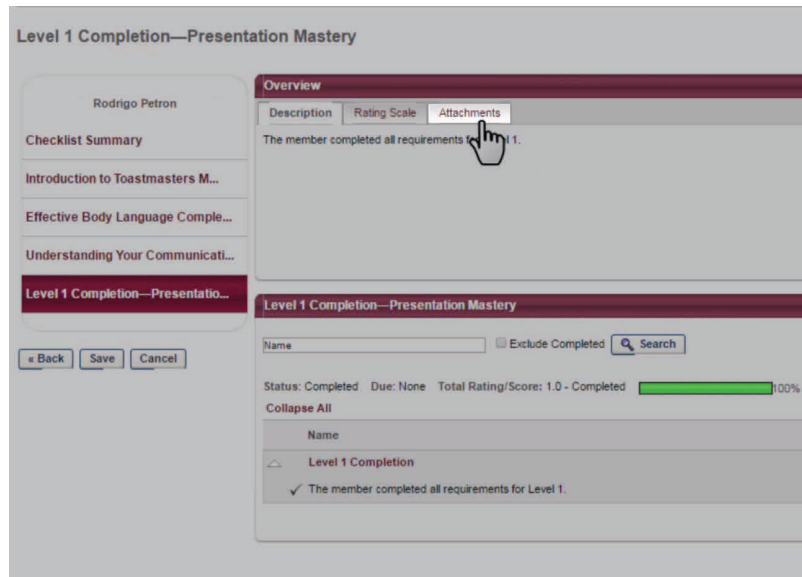 Level 1 Completion—Presentation Mastery
Rodrigo Petron
Checklist Summary
Introduction to Toastmasters M...
Effective Body Language Comple...
Understanding Your Communicati...
Level 1 Completion—Presentatio...
« Back Save Cancel
Overview
Description Rating Scale Attachments
The member completed all requirements l 1.
Level 1 Completion—Presentation Mastery
Name Exclude Completed Search
Status: Completed Due: None Total Rating/Score: 1.0 - Completed 100%
Collapse All
Name
Level 1 Completion
The member completed all requirements for Level 1.